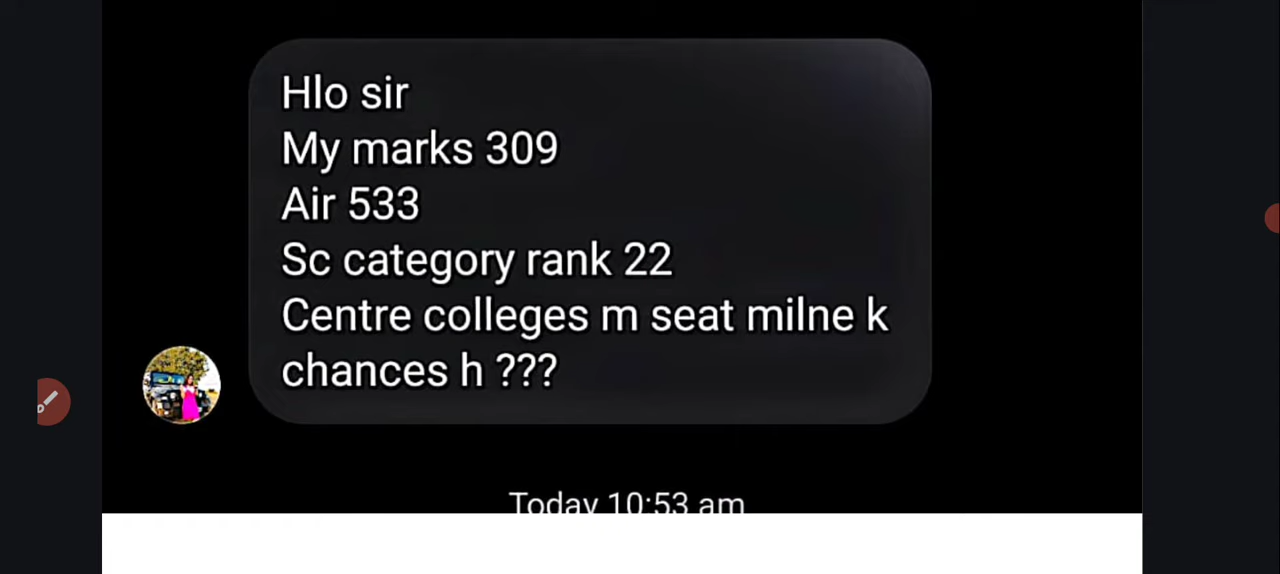 Hlo sir
My marks 309
Air 533
Sc category rank 22
Centre colleges m seat milne k
chances h ???
Today 10:53 am